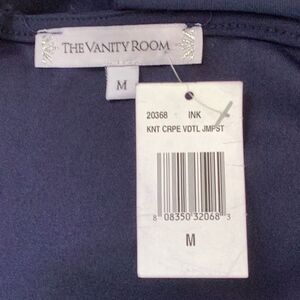 THE VANITY ROOM
M
20368 INK
KNT CRPE VDTL JMPST
8 08350 32068 3
M